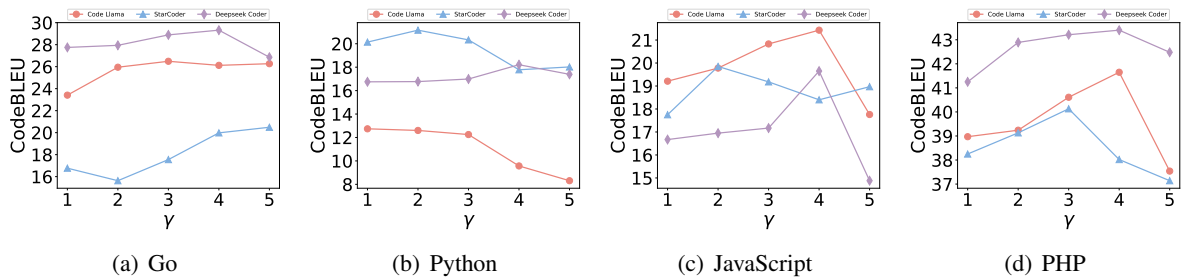 Code Llama StarCoder Deepseek Coder
30
28
26
24
22
20
18
16
CodeBLEU
1 2 3 4 5
γ
(a) Go
Code Llama StarCoder Deepseek Coder
20
18
16
14
12
10
8
CodeBLEU
1 2 3 4 5
γ
(b) Python
Code Llama StarCoder Deepseek Coder
21
20
19
18
17
16
15
CodeBLEU
1 2 3 4 5
γ
(c) JavaScript
Code Llama StarCoder Deepseek Coder
43
42
41
40
39
38
37
CodeBLEU
1 2 3 4 5
γ
(d) PHP